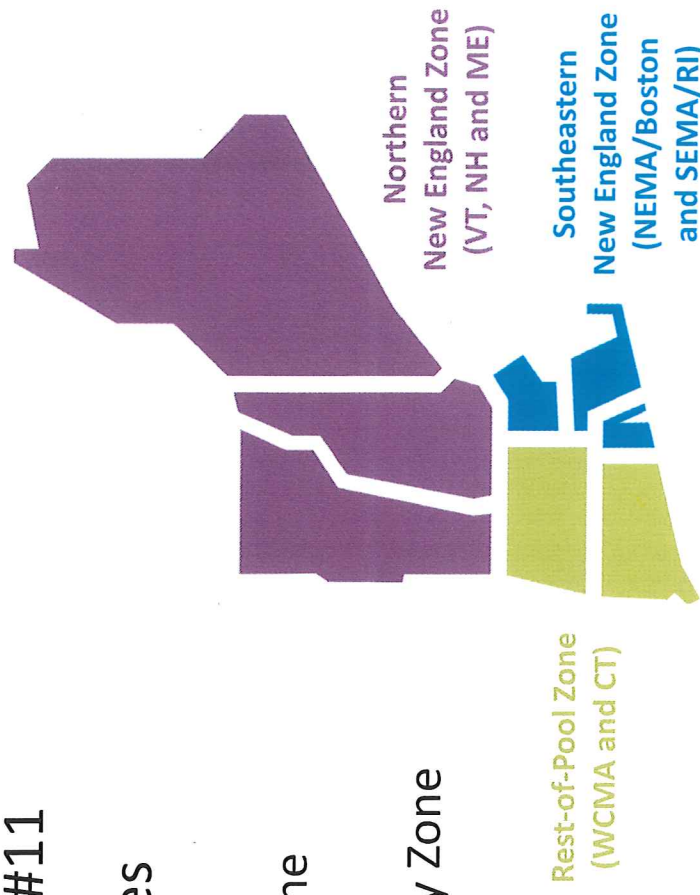 #11
es
ne
y Zone
Northern
New England Zone
(VT, NH and ME)
Southeastern
New England Zone
(NEMA/Boston
and SEMA/RI)
Rest-of-Pool Zone
(WCMA and CT)